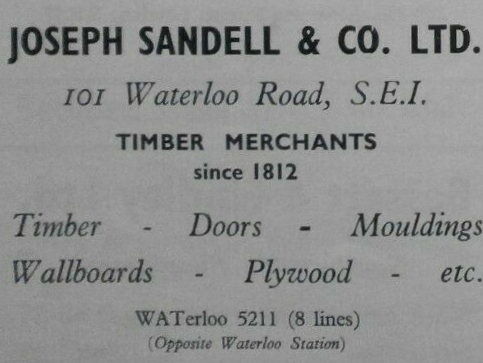 JOSEPH SANDELL & CO. LTD.
101 Waterloo Road, S.E.I.
TIMBER MERCHANTS
since 1812
Timber - Doors - Mouldings
Wallboards - Plywood - etc.
WATerloo 5211 (8 lines)
(Opposite Waterloo Station)